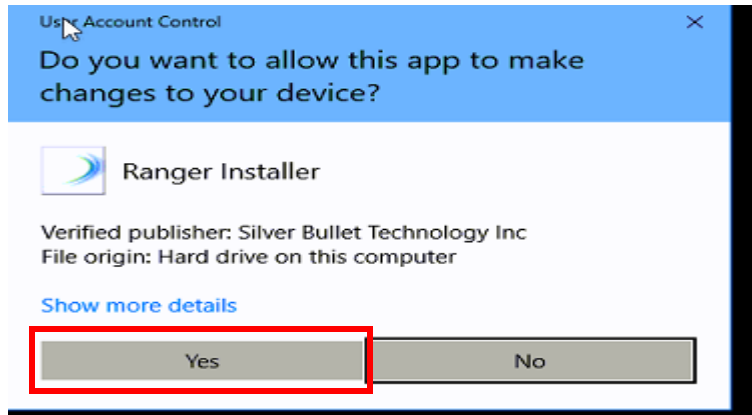 User Account Control
Do you want to allow this app to make
changes to your device?
Ranger Installer
Verified publisher: Silver Bullet Technology Inc
File origin: Hard drive on this computer
Show more details
Yes
No